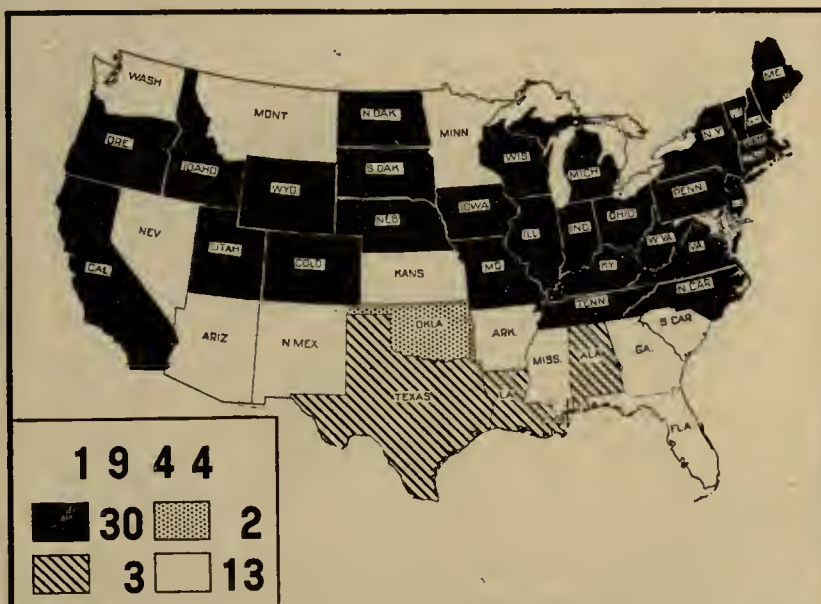 WASH
MONT
N.DAK
MINN
ME
ORE
IDAHO
WYO
S.DAK
WIS
MICH
N.Y
NEB
IOWA
PENN
NEV
UTAH
COLO
ILL
IND
OHIO
CAL
KANS
MO
KY
W.VA
VA
TENN
N.CAR
ARIZ
N.MEX
OKLA
ARK.
S.CAR
MISS.
ALA
GA.
TEXAS
LA
FLA
1944
30 2
3 13